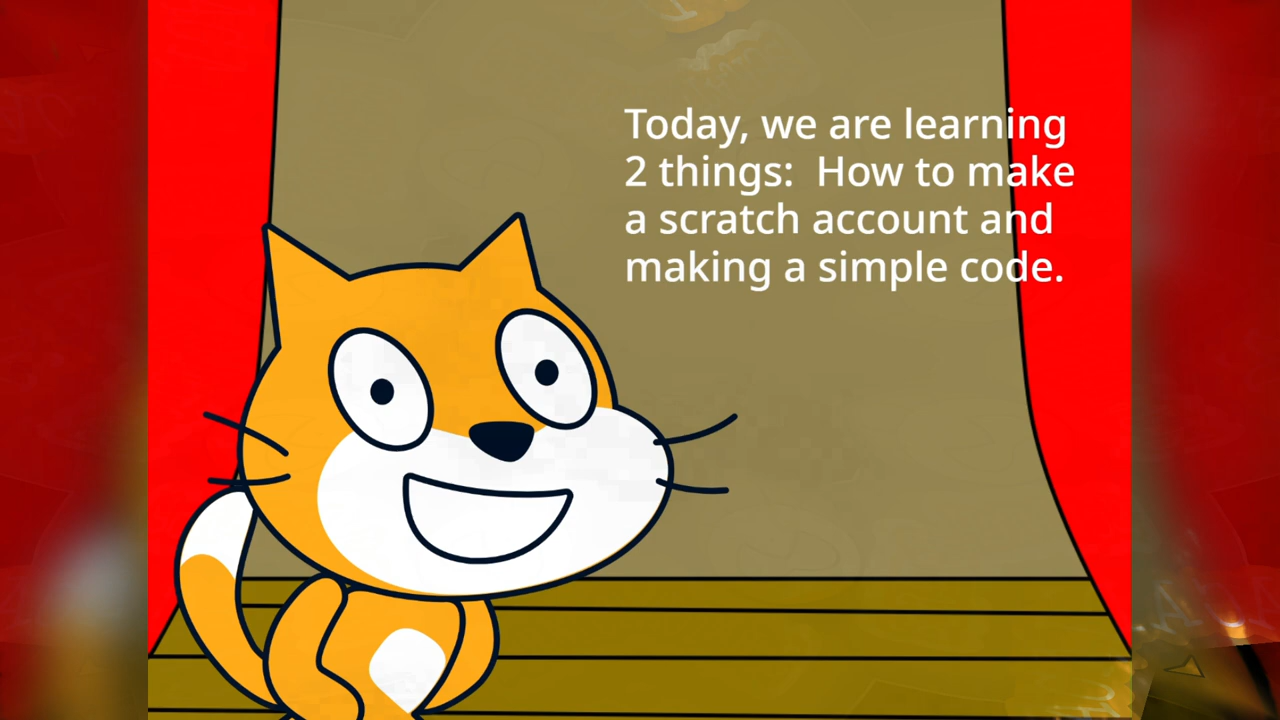 Today, we are learning
2 things:  How to make
a scratch account and
making a simple code.